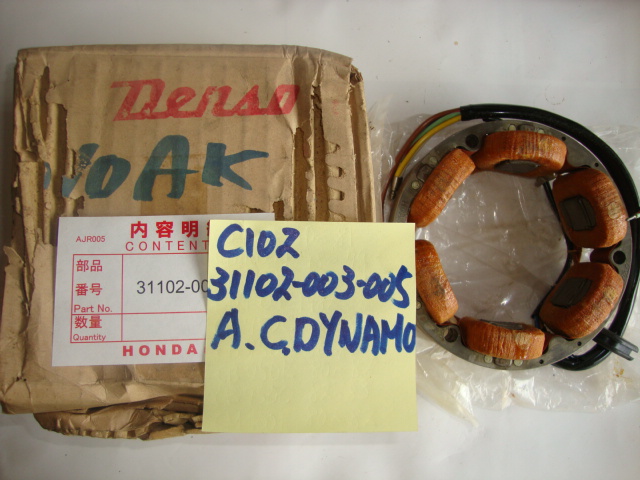 Denso
AK
AJR005
内容明
CONTENT
部品
番号
Part No.
31102-00
数量
Quantity
HONDA
C102
31102-003-005
A.C.DYNAMO